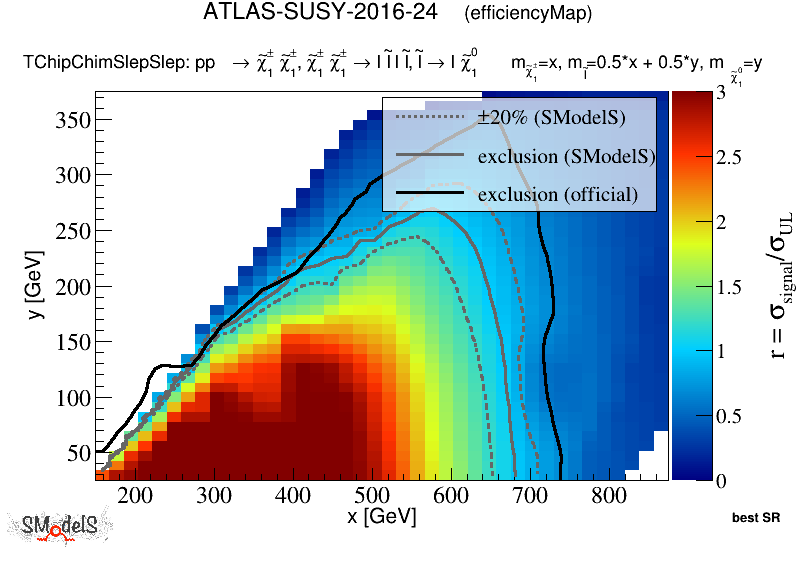 ATLAS-SUSY-2016-24 (efficiencyMap)
TChipChimSlepSlep: pp → χ̃₁± χ̃₁±, χ̃₁± χ̃₁± → l l̃ l l̃, l̃ → l χ̃₁⁰ m_χ̃₁±=x, m_l̃=0.5*x + 0.5*y, m_χ̃₁⁰=y
±20% (SModelS)
exclusion (SModelS)
exclusion (official)
350
300
250
200
150
100
50
y [GeV]
200 300 400 500 600 700 800
x [GeV]
3
2.5
2
1.5
1
0.5
0
r = σ_signal/σ_UL
SModelS
best SR